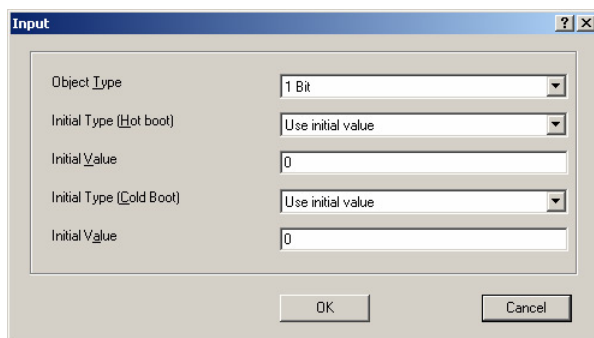 Input
Object Type 1 Bit
Initial Type (Hot boot) Use initial value
Initial Value 0
Initial Type (Cold Boot) Use initial value
Initial Value 0
OK Cancel